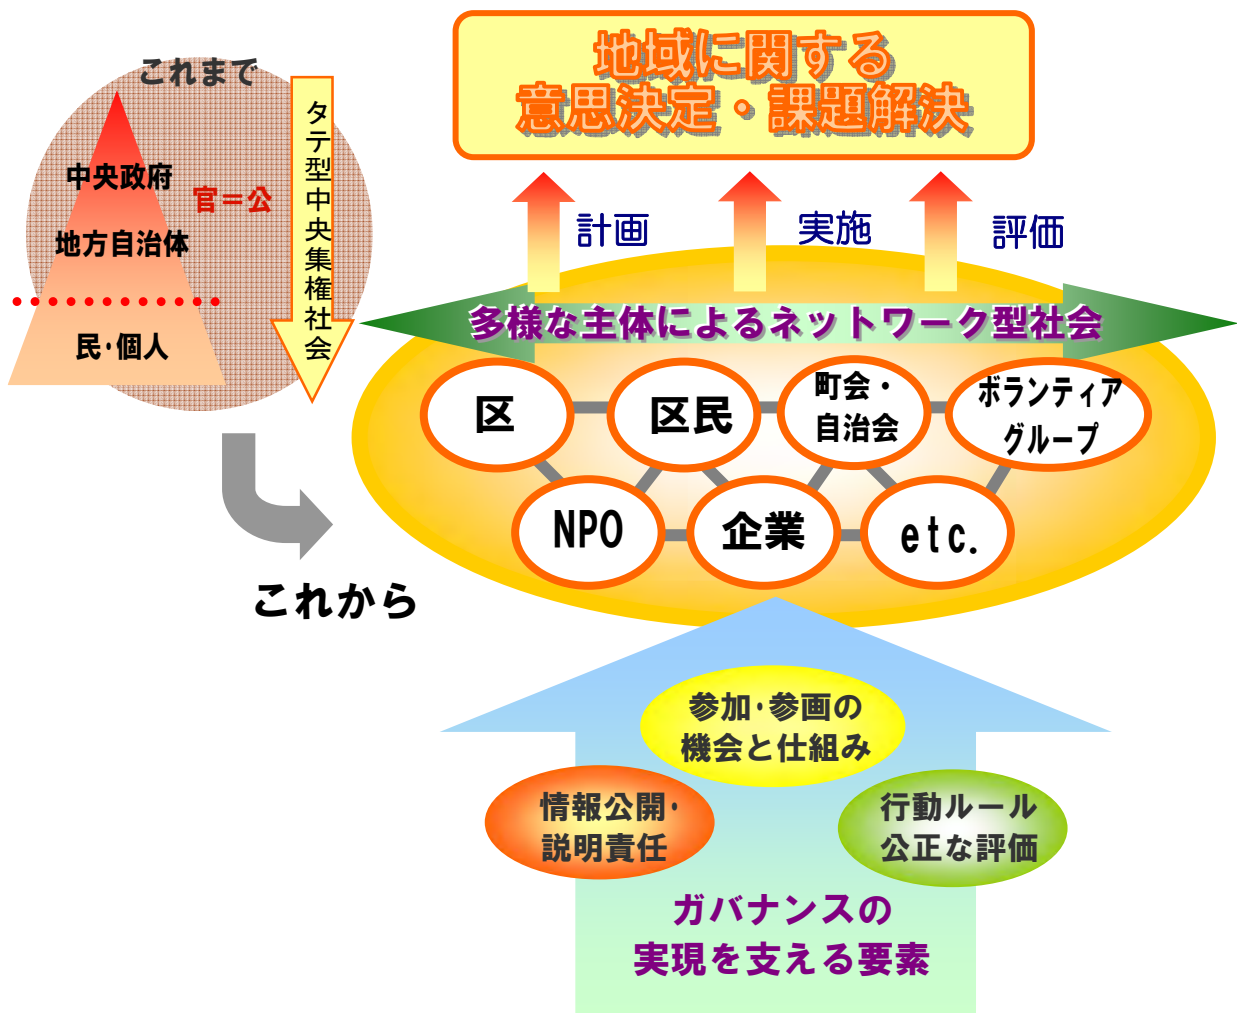 これまで
中央政府
官＝公
地方自治体
民・個人
タテ型中央集権社会
これから
地域に関する
意思決定・課題解決
計画
実施
評価
多様な主体によるネットワーク型社会
区
区民
町会・
自治会
ボランティア
グループ
NPO
企業
etc.
参加・参画の
機会と仕組み
情報公開・
説明責任
行動ルール
公正な評価
ガバナンスの
実現を支える要素